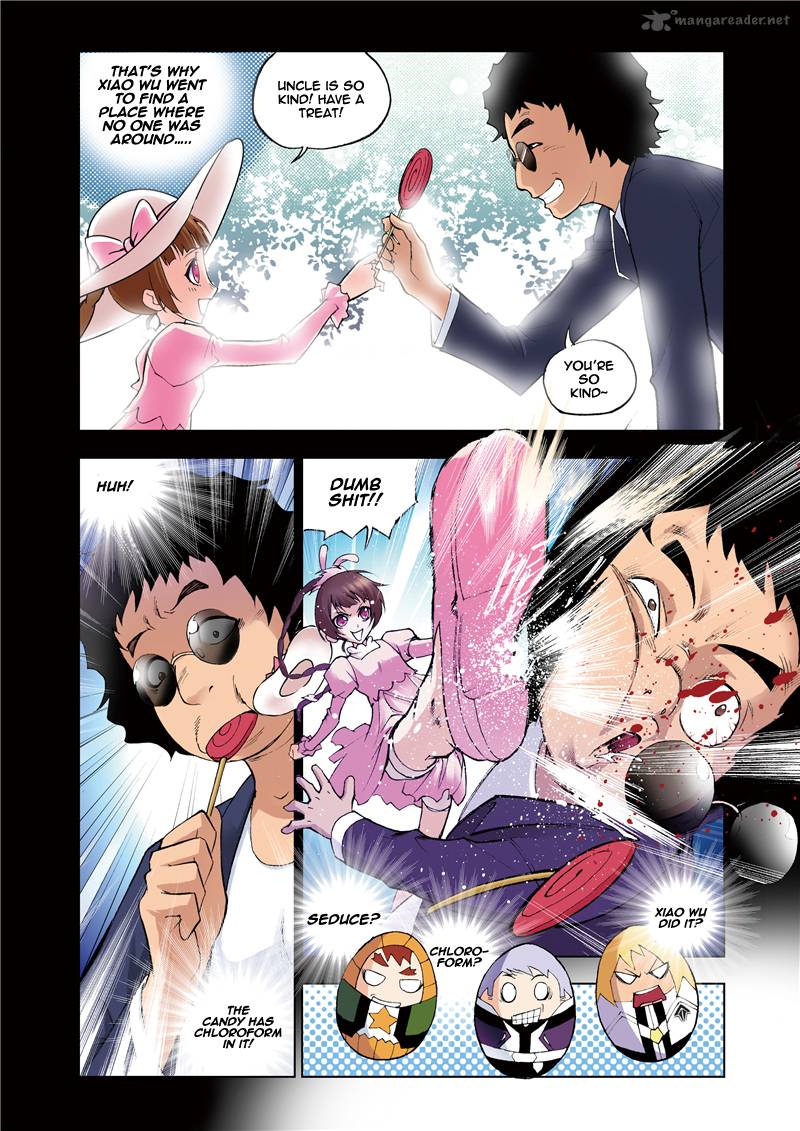 mangareader.net
THAT'S WHY
XIAO WU WENT
TO FIND A
PLACE WHERE
NO ONE WAS
AROUND.....
UNCLE IS SO
KIND! HAVE A
TREAT!
YOU'RE
SO
KIND~
HUH!
THE
CANDY HAS
CHLOROFORM
IN IT!
DUMB
SHIT!!
SEDUCE?
CHLORO-
FORM?
XIAO WU
DID IT?